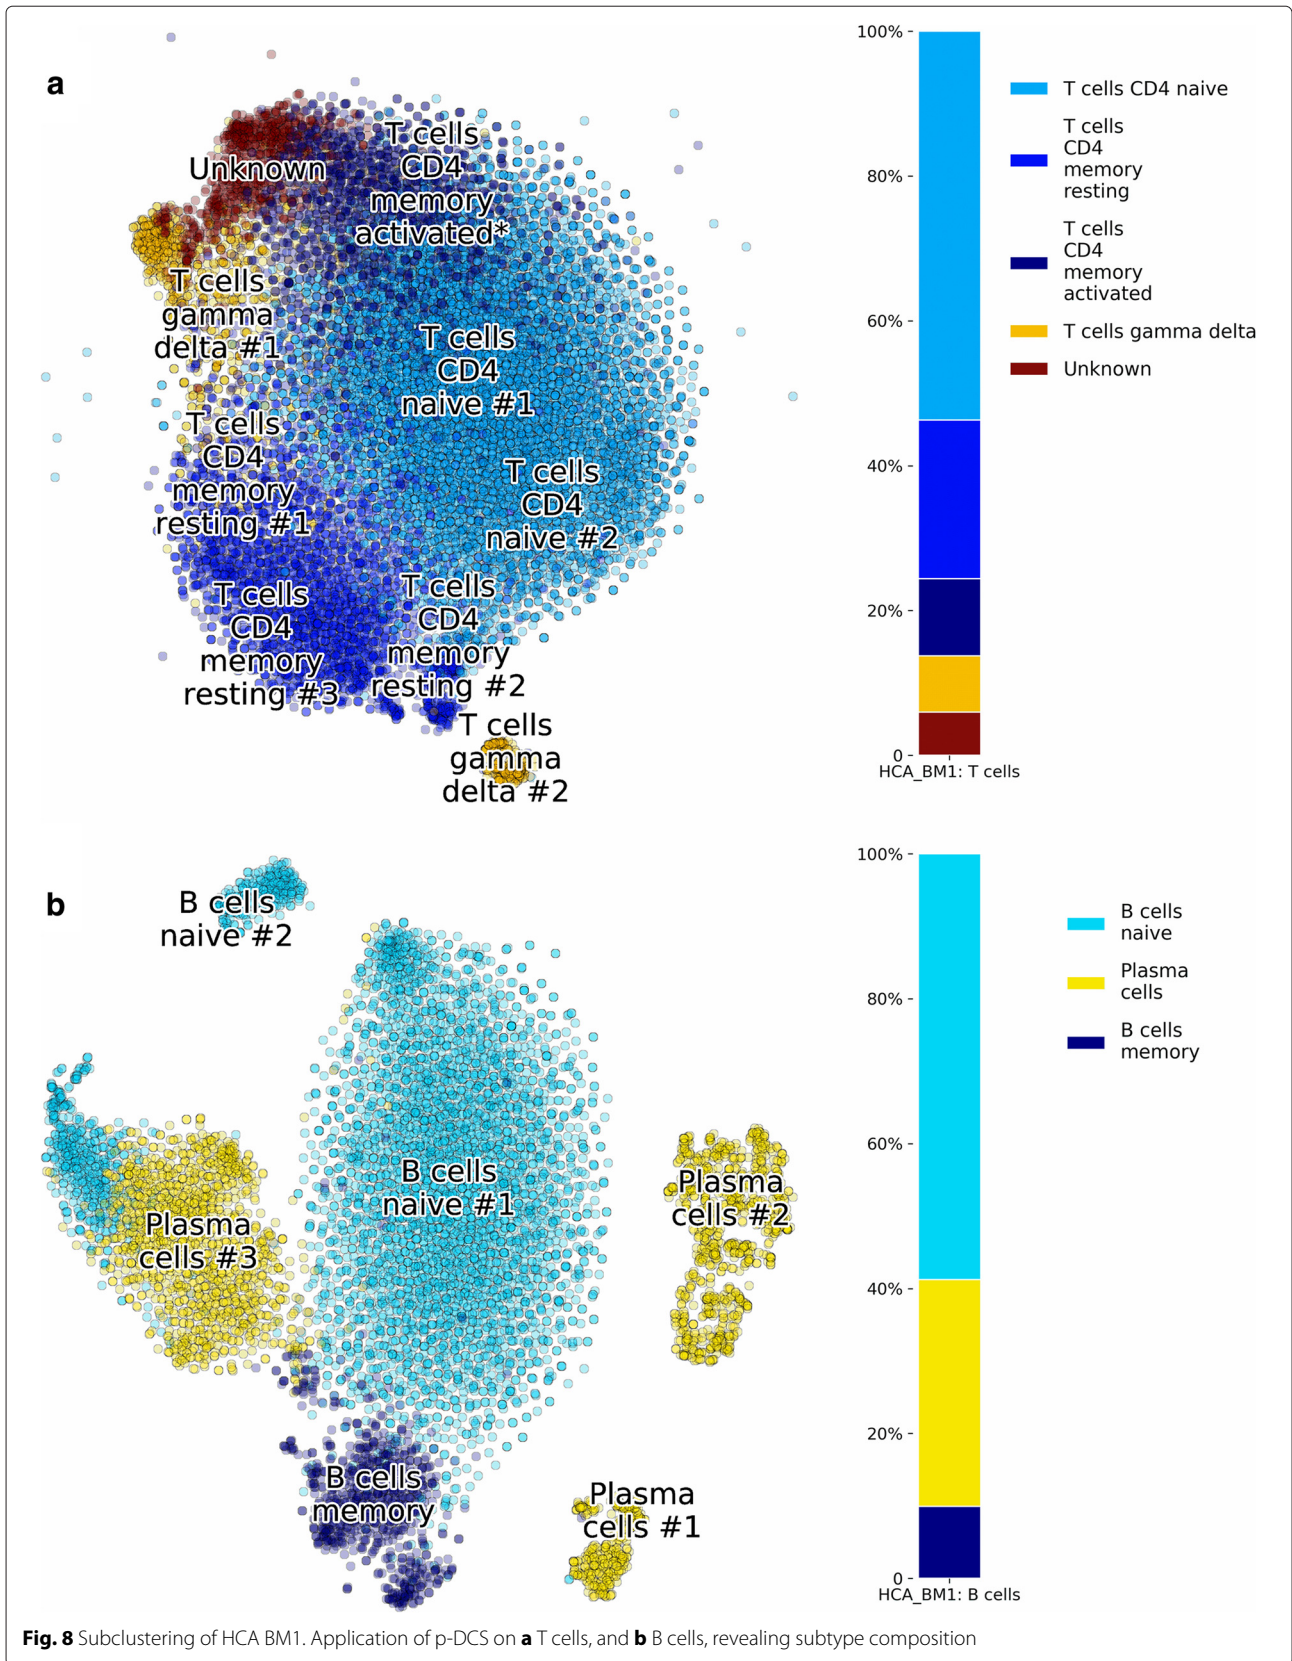 a
Unknown
T cells
CD4
memory
activated*
T cells
gamma
delta #1
T cells
CD4
naive #1
T cells
CD4
memory
resting #1
T cells
CD4
naive #2
T cells
CD4
memory
resting #3
T cells
CD4
memory
resting #2
T cells
gamma
delta #2
100%
80%
60%
40%
20%
0
HCA_BM1: T cells
T cells CD4 naive
T cells
CD4
memory
resting
T cells
CD4
memory
activated
T cells gamma delta
Unknown
b
B cells
naive #2
B cells
naive #1
Plasma
cells #2
Plasma
cells #3
B cells
memory
Plasma
cells #1
100%
80%
60%
40%
20%
0
HCA_BM1: B cells
B cells
naive
Plasma
cells
B cells
memory
Fig. 8 Subclustering of HCA BM1. Application of p-DCS on a T cells, and b B cells, revealing subtype composition